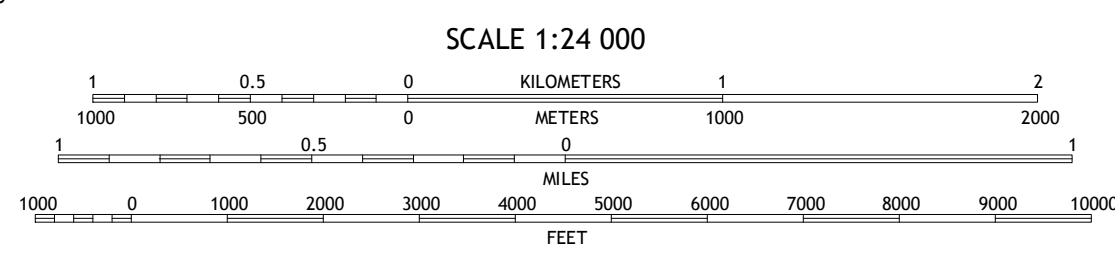 SCALE 1:24 000
1 0.5 0 KILOMETERS 1 2
1000 500 0 METERS 1000 2000
1 0.5 0 1
MILES
1000 0 1000 2000 3000 4000 5000 6000 7000 8000 9000 10000
FEET